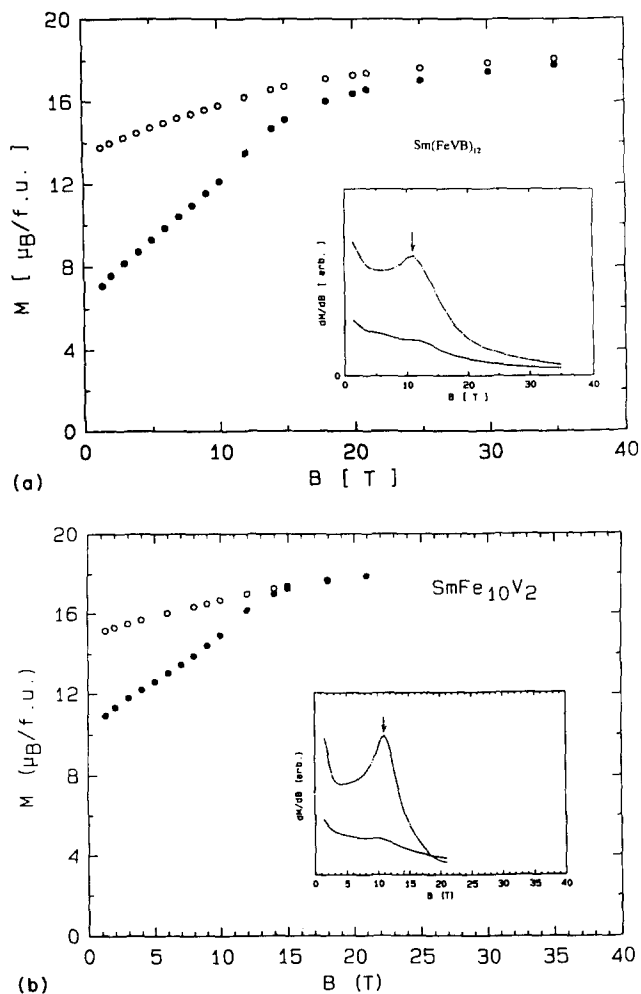 20
16
12
8
4
0
M [ μB/f.u. ]
Sm(FeVB)₁₂
dM/dB [ arb. ]
0
0 10 20 30 40
B [ T ]
0 10 20 30 40
B [ T ]
(a)
20
16
12
8
4
0
M (μB/f.u.)
SmFe₁₀V₂
dM/dB (arb.)
0 5 10 15 20 25 30 35 40
B (T)
0 5 10 15 20 25 30 35 40
B (T)
(b)